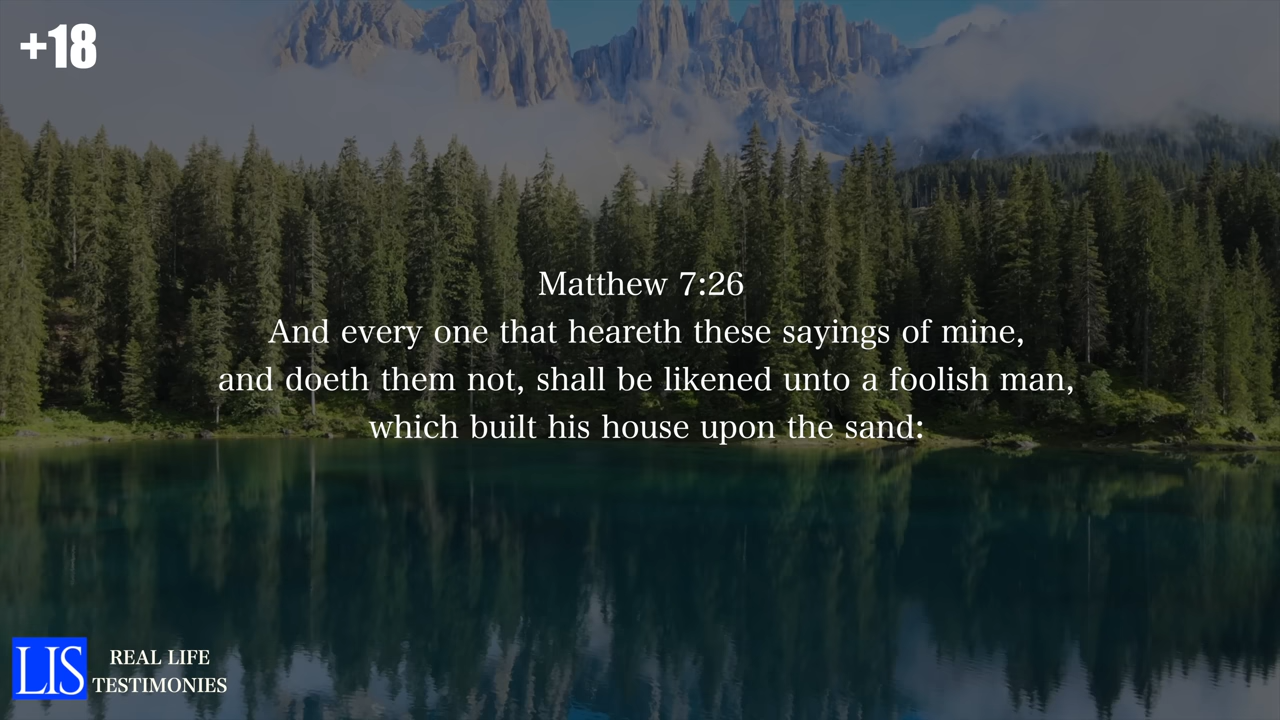 +18
Matthew 7:26
And every one that heareth these sayings of mine,
and doeth them not, shall be likened unto a foolish man,
which built his house upon the sand:
LIS
REAL LIFE
TESTIMONIES